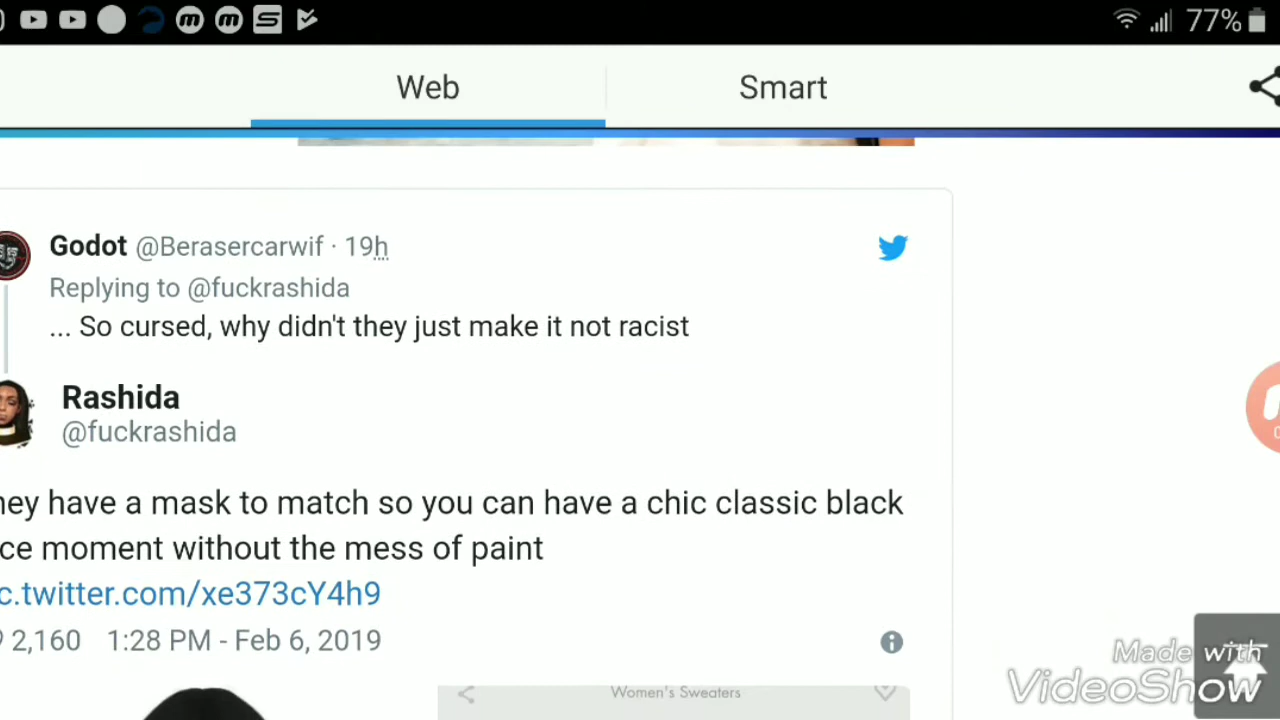 77%
Web
Smart
Godot @Berasercarwif · 19h
Replying to @fuckrashida
... So cursed, why didn't they just make it not racist
Rashida
@fuckrashida
hey have a mask to match so you can have a chic classic black
ce moment without the mess of paint
c.twitter.com/xe373cY4h9
2,160 1:28 PM - Feb 6, 2019
Women's Sweaters
Made with
VideoShow